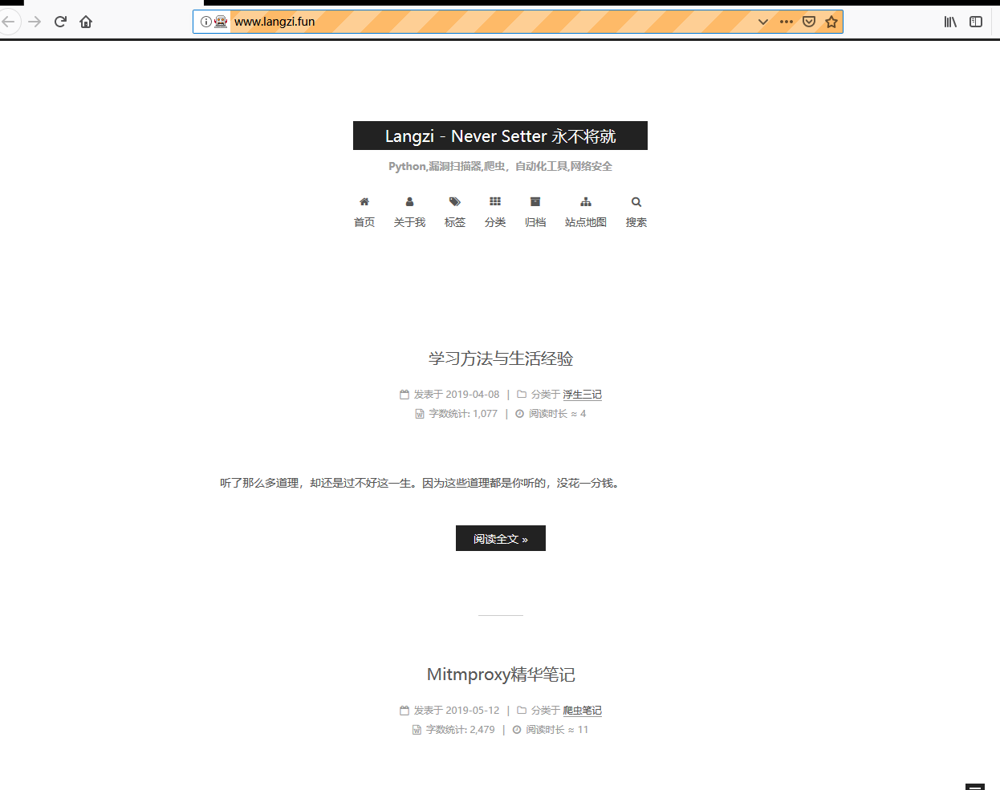 www.langzi.fun
Langzi - Never Setter 永不将就
Python,漏洞扫描器,爬虫，自动化工具,网络安全
首页 关于我 标签 分类 归档 站点地图 搜索
学习方法与生活经验
发表于 2019-04-08 | 分类于 浮生三记
字数统计: 1,077 | 阅读时长 ≈ 4
听了那么多道理，却还是过不好这一生。因为这些道理都是你听的，没花一分钱。
阅读全文 »
Mitmproxy精华笔记
发表于 2019-05-12 | 分类于 爬虫笔记
字数统计: 2,479 | 阅读时长 ≈ 11